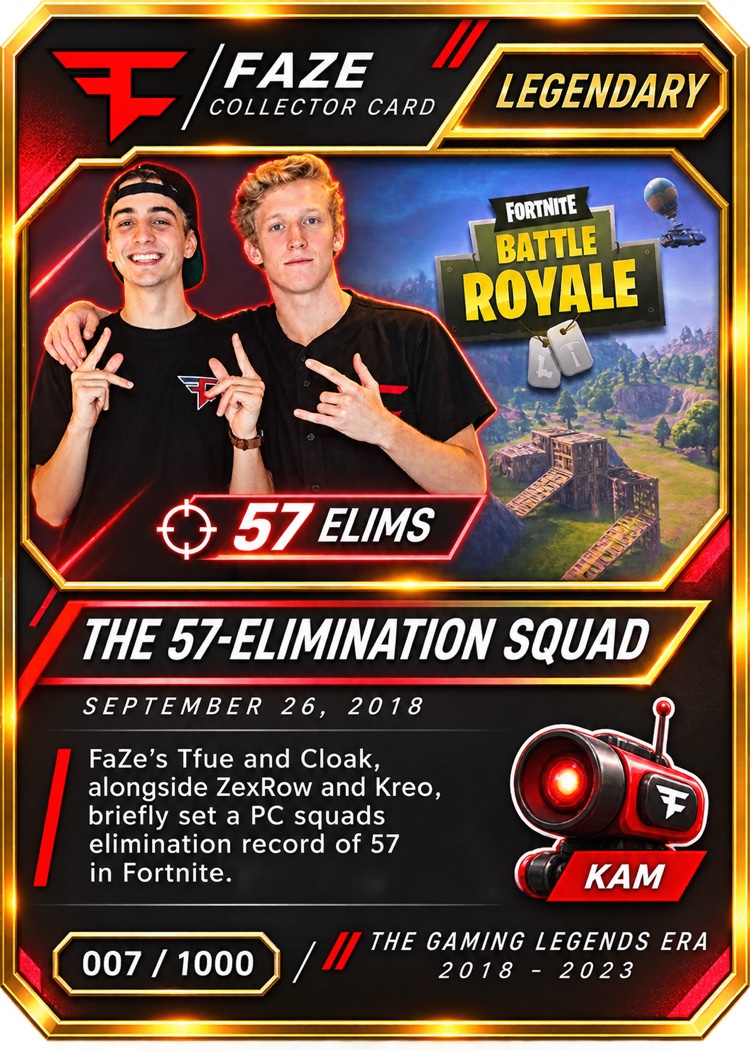 FAZE
COLLECTOR CARD
LEGENDARY
FORTNITE
BATTLE
ROYALE
L T
57 ELIMS
THE 57-ELIMINATION SQUAD
SEPTEMBER 26, 2018
FaZe’s Tfue and Cloak,
alongside ZexRow and Kreo,
briefly set a PC squads
elimination record of 57
in Fortnite.
KAM
007 / 1000
THE GAMING LEGENDS ERA
2018 - 2023